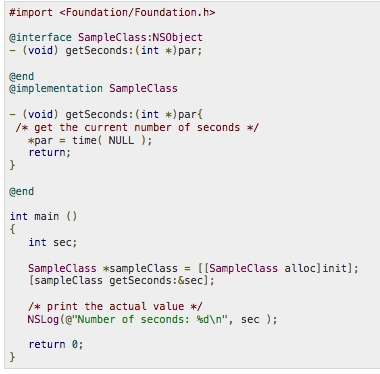 #import <Foundation/Foundation.h>
@interface SampleClass:NSObject
- (void) getSeconds:(int *)par;
@end
@implementation SampleClass
- (void) getSeconds:(int *)par{
/* get the current number of seconds */
*par = time( NULL );
return;
}
@end
int main ()
{
int sec;
SampleClass *sampleClass = [[SampleClass alloc]init];
[sampleClass getSeconds:&sec];
/* print the actual value */
NSLog(@"Number of seconds: %d\n", sec );
return 0;
}